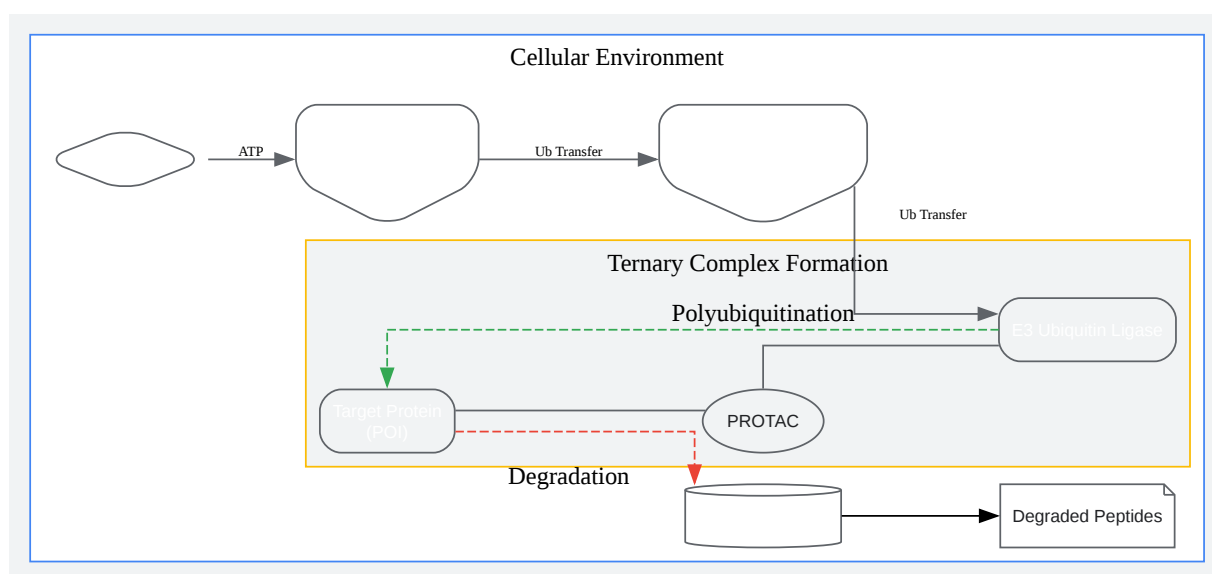 Cellular Environment
ATP
Ub Transfer
Ub Transfer
Ternary Complex Formation
Polyubiquitination
E3 Ubiquitin Ligase
Target Protein
(POI)
PROTAC
Degradation
Degraded Peptides